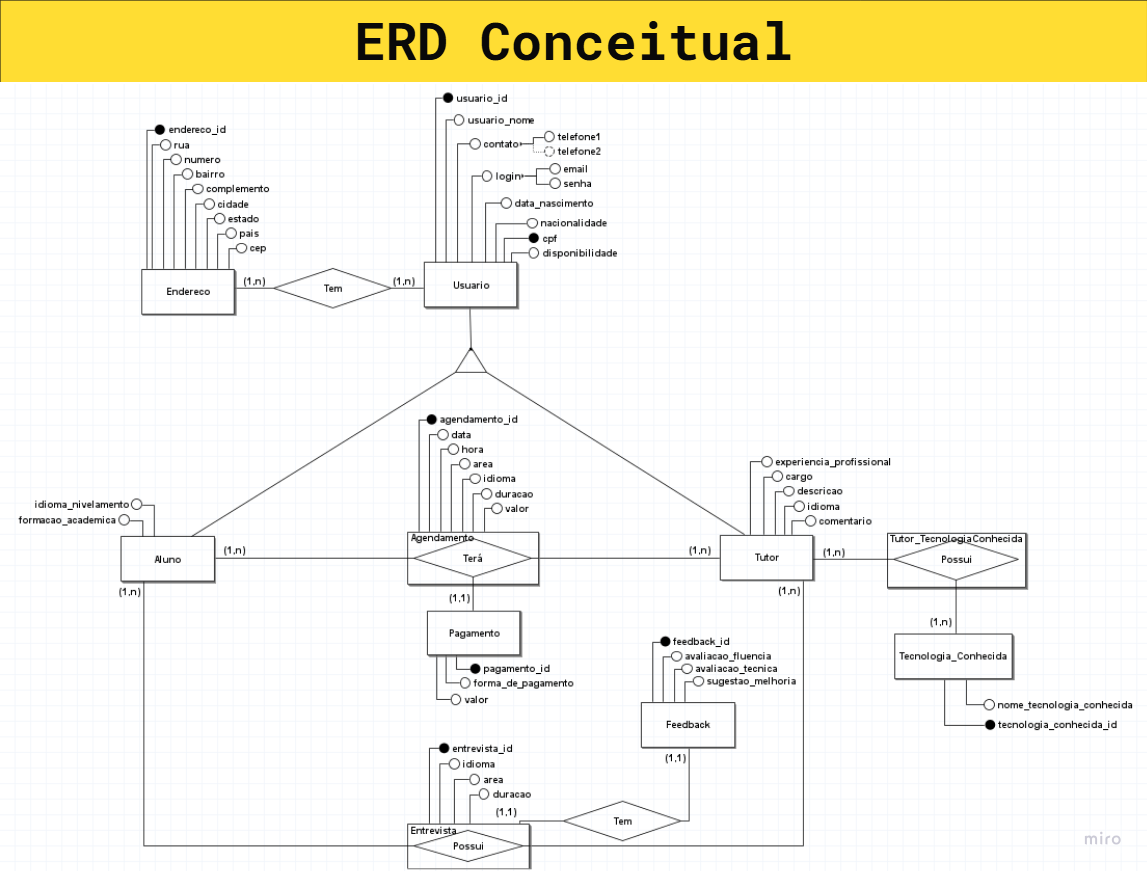 ERD Conceitual
usuario_id
usuario_nome
contato
telefone1
telefone2
login
email
senha
data_nascimento
nacionalidade
cpf
disponibilidade
endereco_id
rua
numero
bairro
complemento
cidade
estado
pais
cep
Endereco
(1,n)
Tem
(1,n)
Usuario
agendamento_id
data
hora
area
idioma
duracao
valor
idioma_nivelamento
formacao_academica
experiencia_profissional
cargo
descricao
idioma
comentario
Aluno
(1,n)
Agendamento
Terá
(1,n)
Tutor
(1,n)
Tutor_TecnologiaConhecida
Possui
(1,n)
(1,1)
(1,n)
(1,n)
Pagamento
pagamento_id
forma_de_pagamento
valor
Tecnologia_Conhecida
nome_tecnologia_conhecida
tecnologia_conhecida_id
feedback_id
avaliacao_fluencia
avaliacao_tecnica
sugestao_melhoria
Feedback
(1,1)
entrevista_id
idioma
area
duracao
(1,1)
Tem
Entrevista
Possui
miro